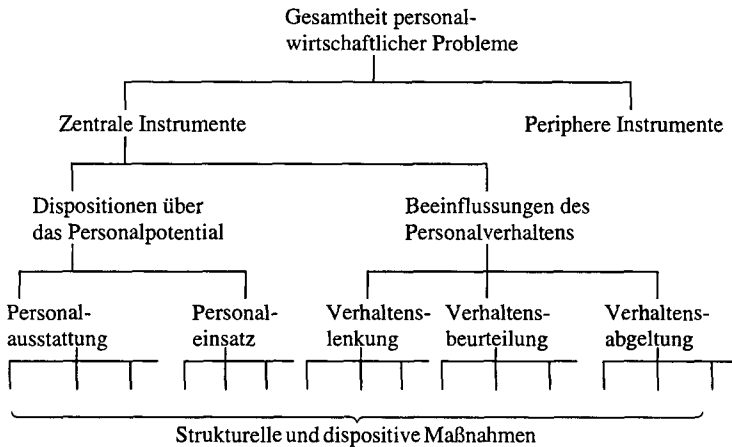 Gesamtheit personal-
wirtschaftlicher Probleme
Zentrale Instrumente
Periphere Instrumente
Dispositionen über
das Personalpotential
Beeinflussungen des
Personalverhaltens
Personal-
ausstattung
Personal-
einsatz
Verhaltens-
lenkung
Verhaltens-
beurteilung
Verhaltens-
abgeltung
Strukturelle und dispositive Maßnahmen